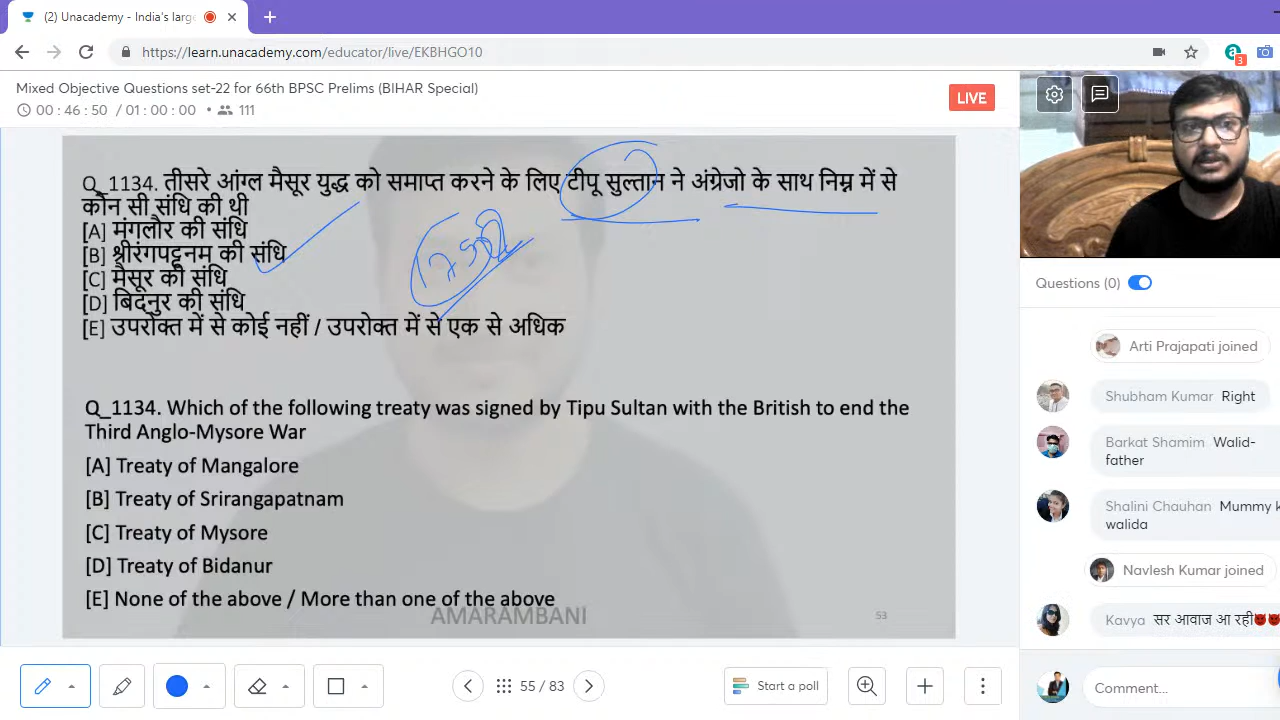 (2) Unacademy - India's larg
https://learn.unacademy.com/educator/live/EKBHGO10
3
Mixed Objective Questions set-22 for 66th BPSC Prelims (BIHAR Special)
00 : 46 : 50 / 01 : 00 : 00 • 111
LIVE
Q_1134. तीसरे आंग्ल मैसूर युद्ध को समाप्त करने के लिए टीपू सुल्तान ने अंग्रेजो के साथ निम्न में से
कौन सी संधि की थी
[A] मंगलौर की संधि
[B] श्रीरंगपट्टनम की संधि
[C] मैसूर की संधि
[D] बिदनुर की संधि
[E] उपरोक्त में से कोई नहीं / उपरोक्त में से एक से अधिक
1792
Q_1134. Which of the following treaty was signed by Tipu Sultan with the British to end the
Third Anglo-Mysore War
[A] Treaty of Mangalore
[B] Treaty of Srirangapatnam
[C] Treaty of Mysore
[D] Treaty of Bidanur
[E] None of the above / More than one of the above
AMARAMBANI
53
Questions (0)
Arti Prajapati joined
Shubham Kumar Right
Barkat Shamim Walid-
father
Shalini Chauhan Mummy k
walida
Navlesh Kumar joined
Kavya सर आवाज आ रही😈😈
55 / 83
Start a poll
Comment...